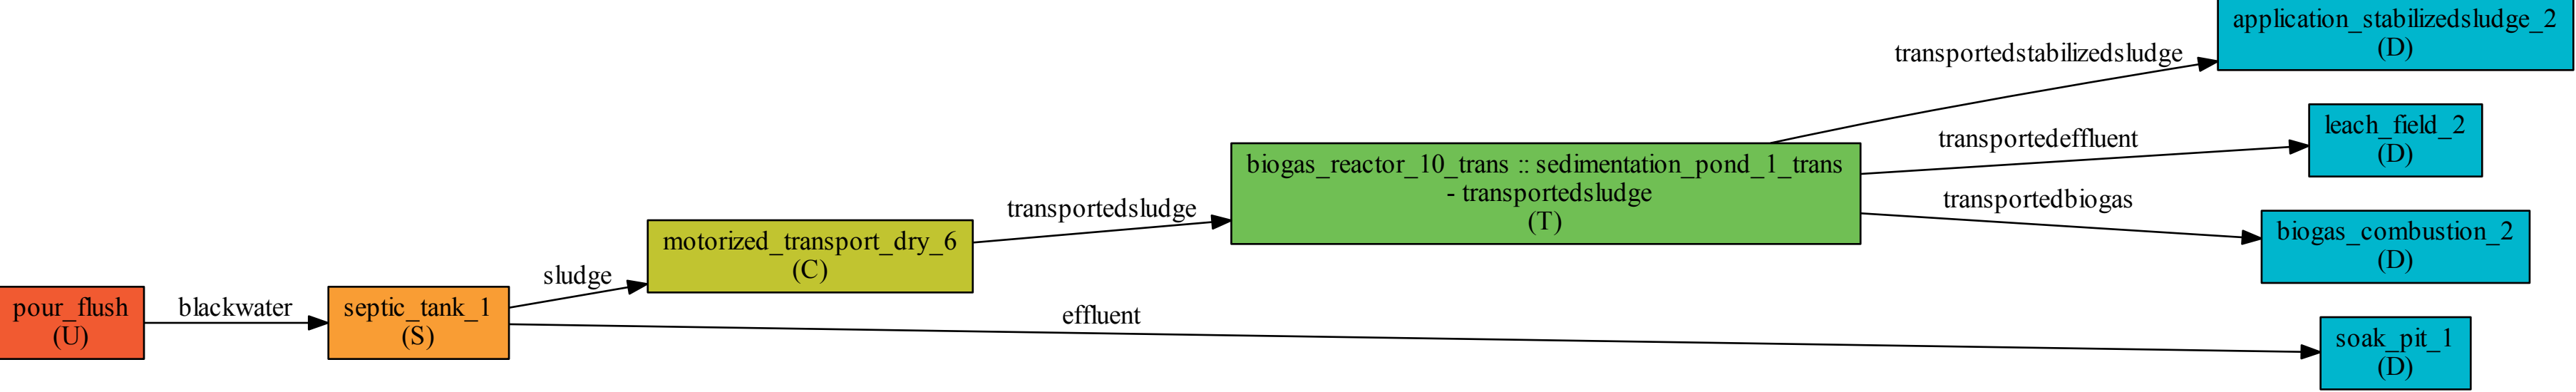 pour_flush
(U)
blackwater
septic_tank_1
(S)
sludge
effluent
motorized_transport_dry_6
(C)
transportedsludge
biogas_reactor_10_trans :: sedimentation_pond_1_trans
- transportedsludge
(T)
transportedstabilizedsludge
transportedeffluent
transportedbiogas
application_stabilizedsludge_2
(D)
leach_field_2
(D)
biogas_combustion_2
(D)
soak_pit_1
(D)